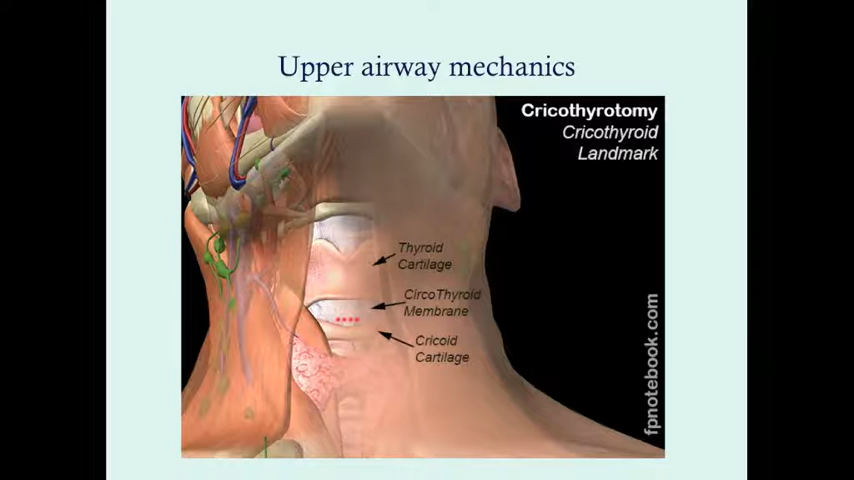 Upper airway mechanics
Cricothyrotomy
Cricothyroid
Landmark
Thyroid
Cartilage
CircoThyroid
Membrane
Cricoid
Cartilage
fpnotebook.com